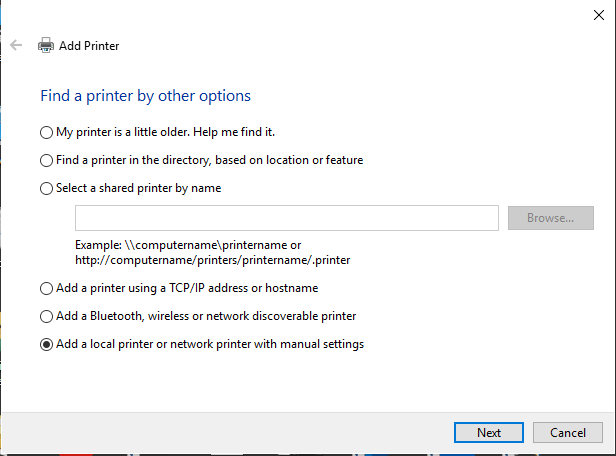 Add Printer
Find a printer by other options
My printer is a little older. Help me find it.
Find a printer in the directory, based on location or feature
Select a shared printer by name
Browse...
Example: \\computername\printername or
http://computername/printers/printername/.printer
Add a printer using a TCP/IP address or hostname
Add a Bluetooth, wireless or network discoverable printer
Add a local printer or network printer with manual settings
Next
Cancel